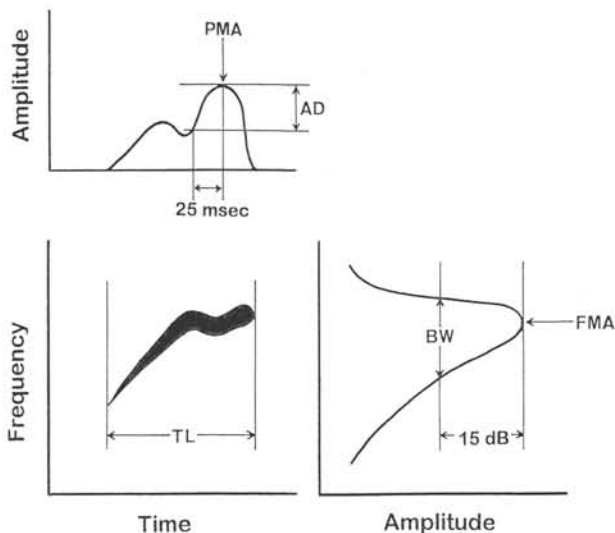 PMA
Amplitude
AD
25 msec
Frequency
TL
Time
BW
FMA
15 dB
Amplitude